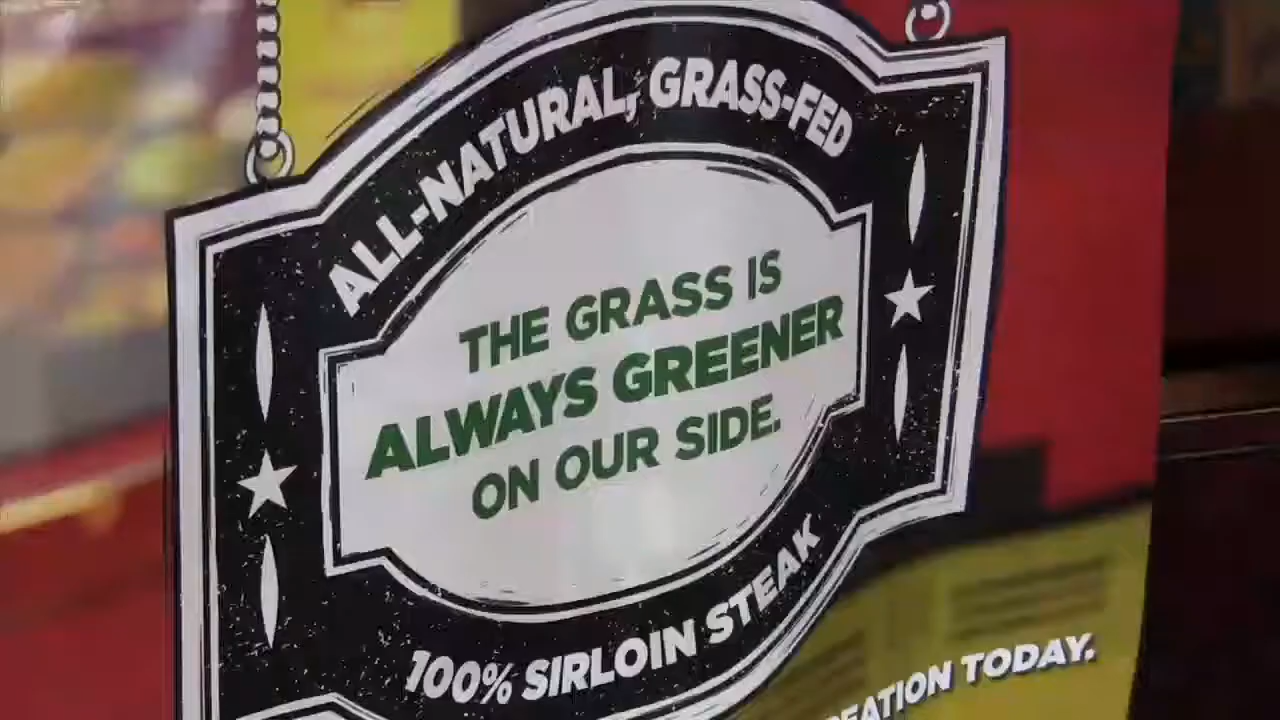 ALL-NATURAL, GRASS-FED
THE GRASS IS
ALWAYS GREENER
ON OUR SIDE.
100% SIRLOIN STEAK
TODAY.